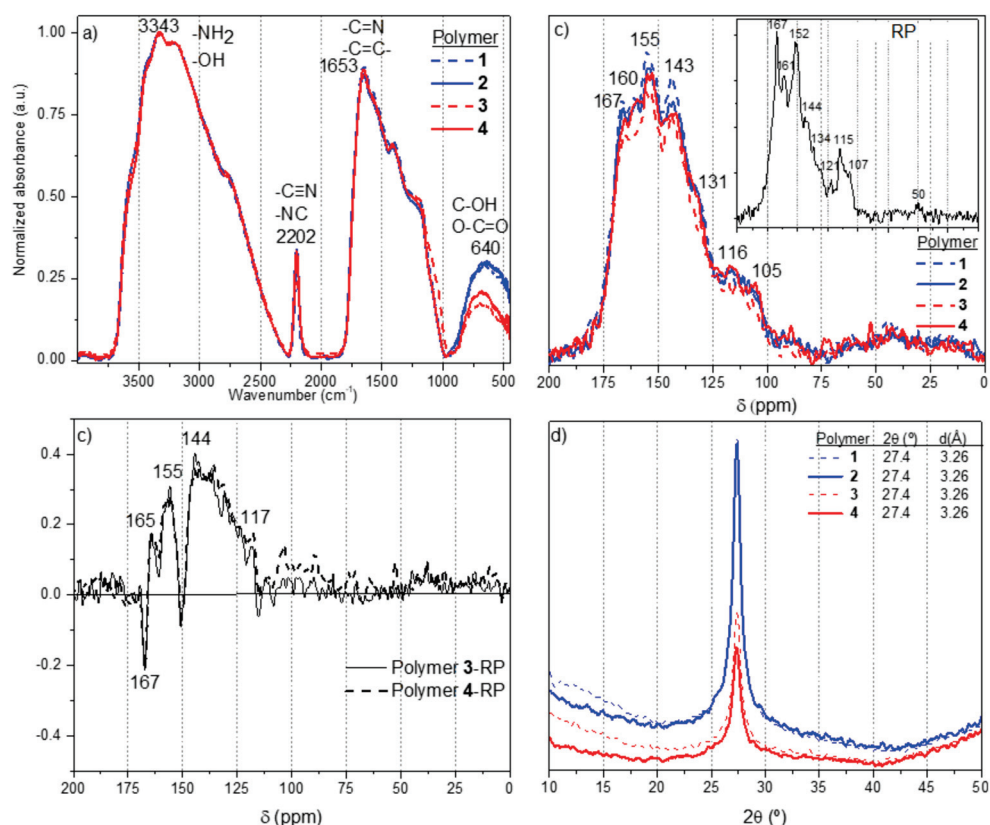 a)
3343
-NH2
-OH
-C≡N
-NC
2202
-C=N
-C=C-
1653
C-OH
O-C=O
640
Polymer
1
2
3
4
Normalized absorbance (a.u.)
1.00
0.75
0.50
0.25
0.00
3500 3000 2500 2000 1500 1000 500
Wavenumber (cm-1)
c)
155
143
160
167
131
116
105
RP
167
152
161
144
134
121
115
107
50
Polymer
1
2
3
4
200 175 150 125 100 75 50 25 0
δ (ppm)
c)
144
155
165
117
167
Polymer 3-RP
Polymer 4-RP
0.4
0.2
0.0
-0.2
-0.4
200 175 150 125 100 75 50 25 0
δ (ppm)
d)
Polymer 2θ (º) d(Å)
1 27.4 3.26
2 27.4 3.26
3 27.4 3.26
4 27.4 3.26
10 15 20 25 30 35 40 45 50
2θ (º)